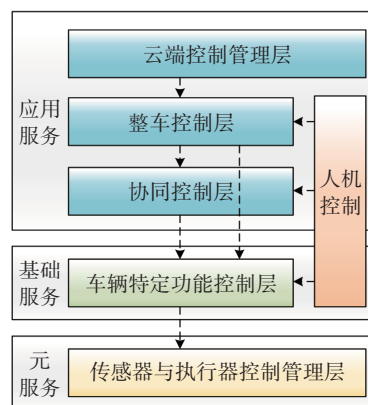 云端控制管理层
应用
服务
整车控制层
人机
控制
协同控制层
基础
服务
车辆特定功能控制层
元
服务
传感器与执行器控制管理层